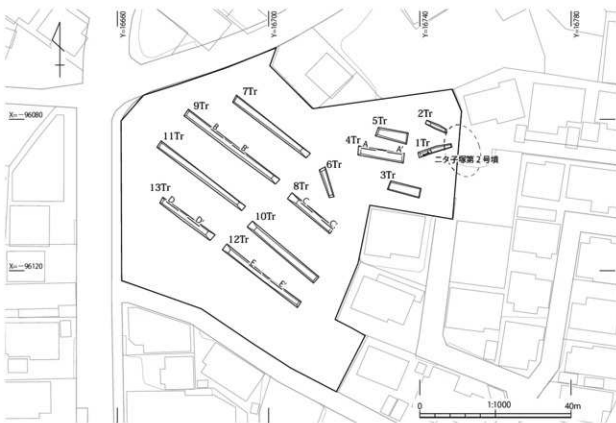 Y=16660
Y=16700
Y=16740
Y=16780
X=-96080
X=-96120
7Tr
9Tr
B
B'
11Tr
13Tr
D
D'
6Tr
8Tr
C
C'
10Tr
12Tr
E
E'
5Tr
4Tr
A
A'
2Tr
1Tr
ニタ子塚第2号墳
3Tr
0
1:1000
40m